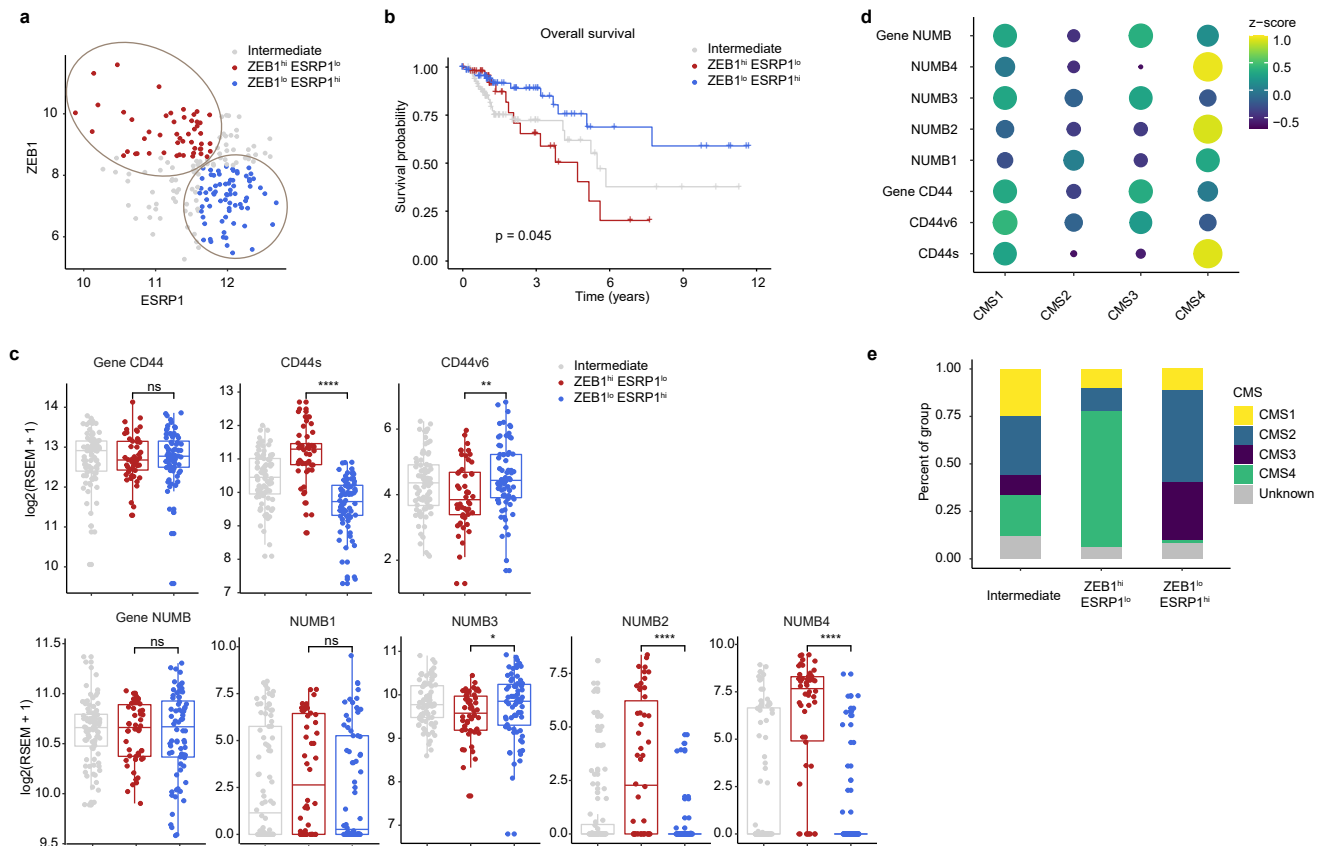 a
Intermediate
ZEB1hi ESRP1lo
ZEB1lo ESRP1hi
ZEB1
10
8
6
10
11
12
ESRP1
b
Overall survival
Intermediate
ZEB1hi ESRP1lo
ZEB1lo ESRP1hi
Survival probability
1.00
0.75
0.50
0.25
0.00
p = 0.045
0
3
6
9
12
Time (years)
d
Gene NUMB
NUMB4
NUMB3
NUMB2
NUMB1
Gene CD44
CD44v6
CD44s
CMS1
CMS2
CMS3
CMS4
z−score
1.0
0.5
0.0
−0.5
c
Intermediate
ZEB1hi ESRP1lo
ZEB1lo ESRP1hi
Gene CD44
ns
log2(RSEM + 1)
14
13
12
11
10
CD44s
****
13
12
11
10
9
8
7
CD44v6
**
6
4
2
Gene NUMB
ns
log2(RSEM + 1)
11.5
11.0
10.5
10.0
9.5
NUMB1
ns
10.0
7.5
5.0
2.5
0.0
NUMB3
*
11
10
9
8
7
NUMB2
****
7.5
5.0
2.5
0.0
NUMB4
****
10.0
7.5
5.0
2.5
0.0
e
Percent of group
1.00
0.75
0.50
0.25
0.00
Intermediate
ZEB1hi
ESRP1lo
ZEB1lo
ESRP1hi
CMS
CMS1
CMS2
CMS3
CMS4
Unknown